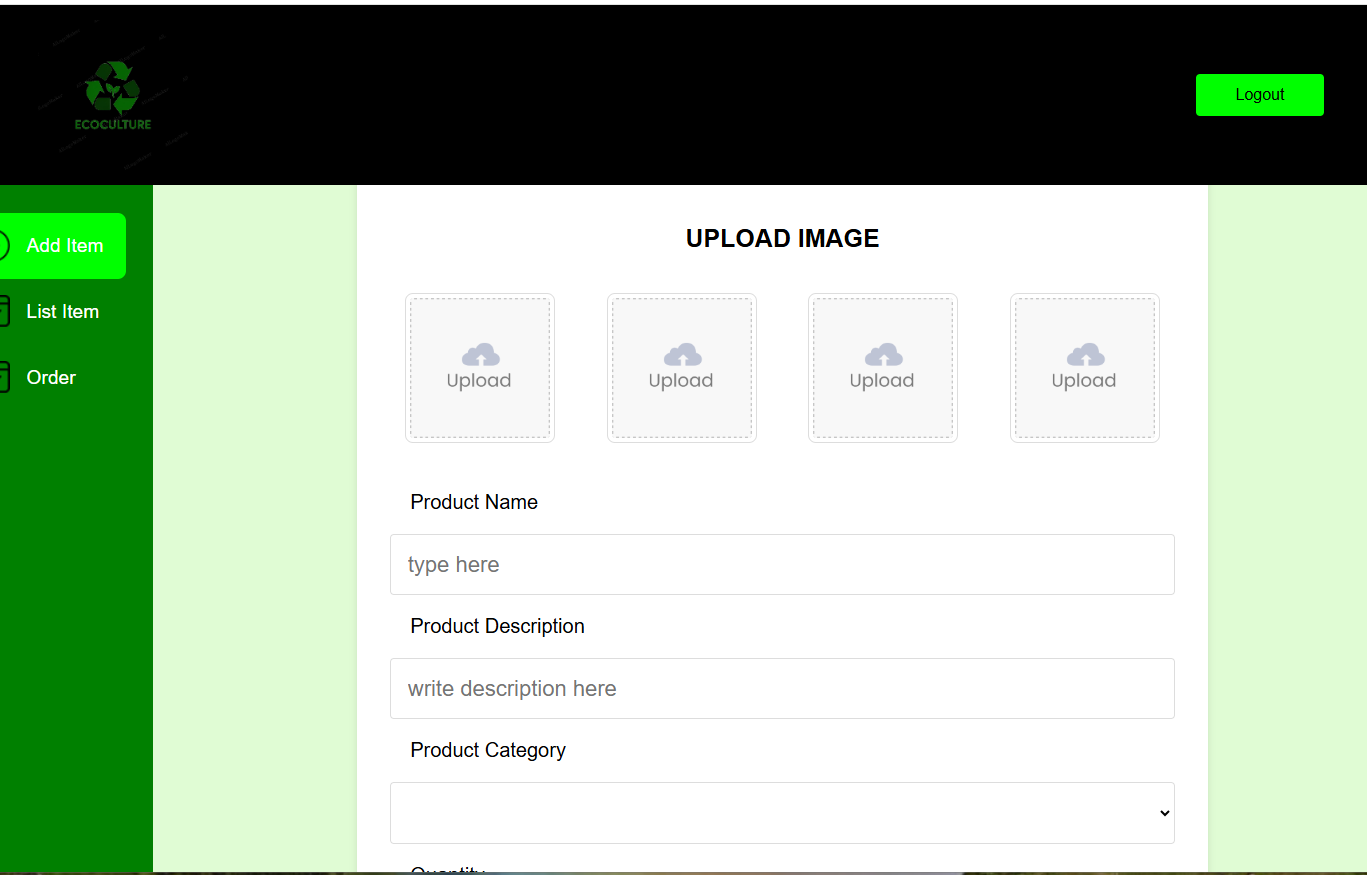 ECOCULTURE
Logout
Add Item
List Item
Order
UPLOAD IMAGE
Upload
Upload
Upload
Upload
Product Name
type here
Product Description
write description here
Product Category
Quantity